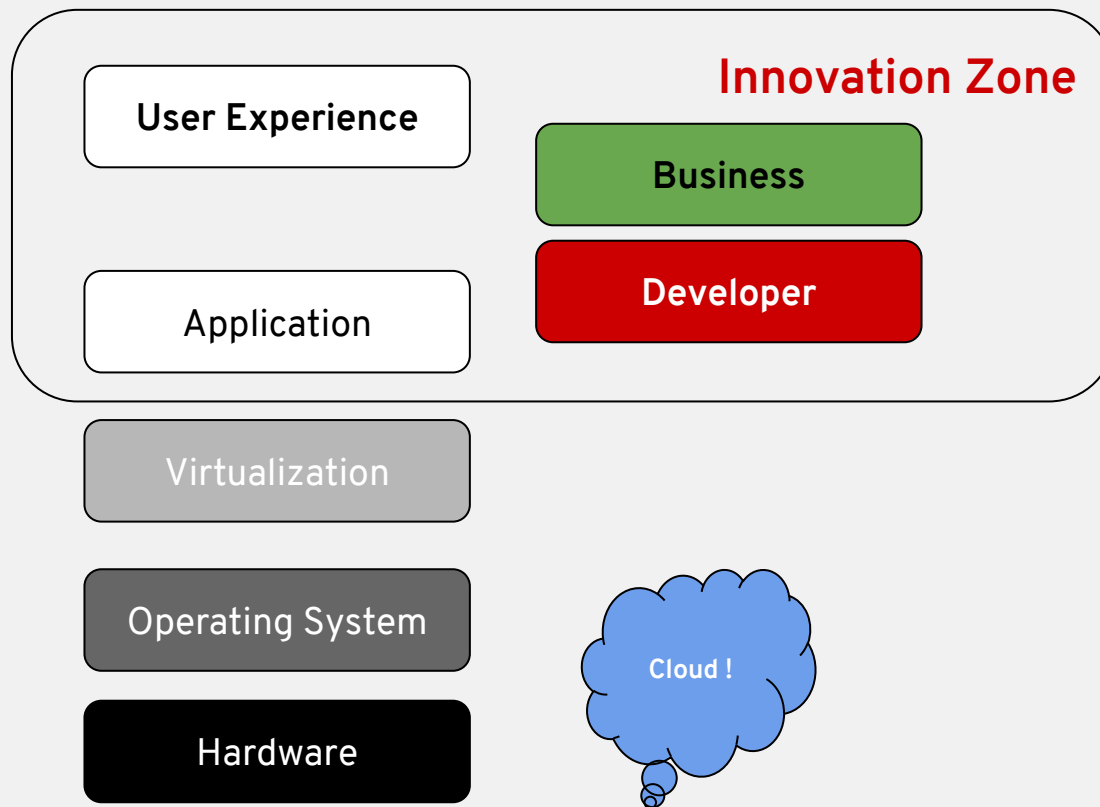 Innovation Zone
User Experience
Business
Developer
Application
Virtualization
Operating System
Cloud !
Hardware